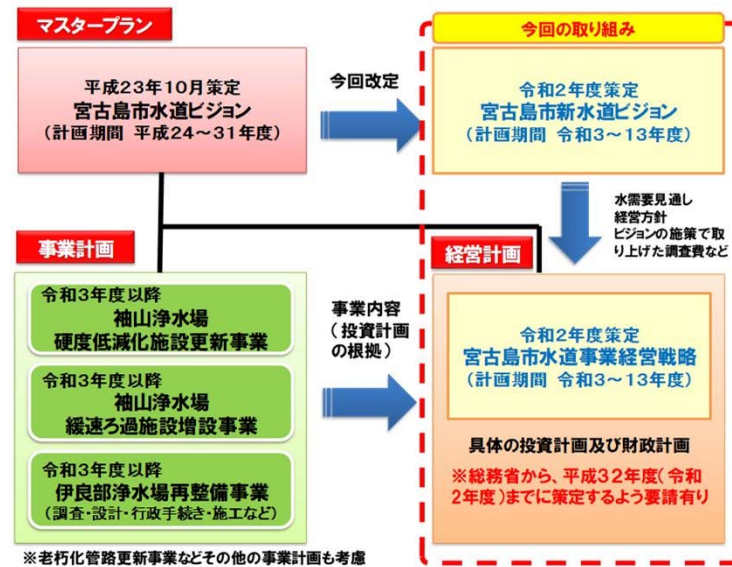 マスタープラン
平成23年10月策定
宮古島市水道ビジョン
(計画期間 平成24～31年度)
今回改定
今回の取り組み
令和2年度策定
宮古島市新水道ビジョン
(計画期間 令和3～13年度)
水需要見通し
経営方針
ビジョンの施策で取
り上げた調査費など
事業計画
令和3年度以降
袖山浄水場
硬度低減化施設更新事業
令和3年度以降
袖山浄水場
緩速ろ過施設増設事業
令和3年度以降
伊良部浄水場再整備事業
(調査・設計・行政手続き・施工など)
※老朽化管路更新事業などその他の事業計画も考慮
事業内容
(投資計画
の根拠)
経営計画
令和2年度策定
宮古島市水道事業経営戦略
(計画期間 令和3～13年度)
具体の投資計画及び財政計画
※総務省から、平成32年度(令和
2年度)までに策定するよう要請有り